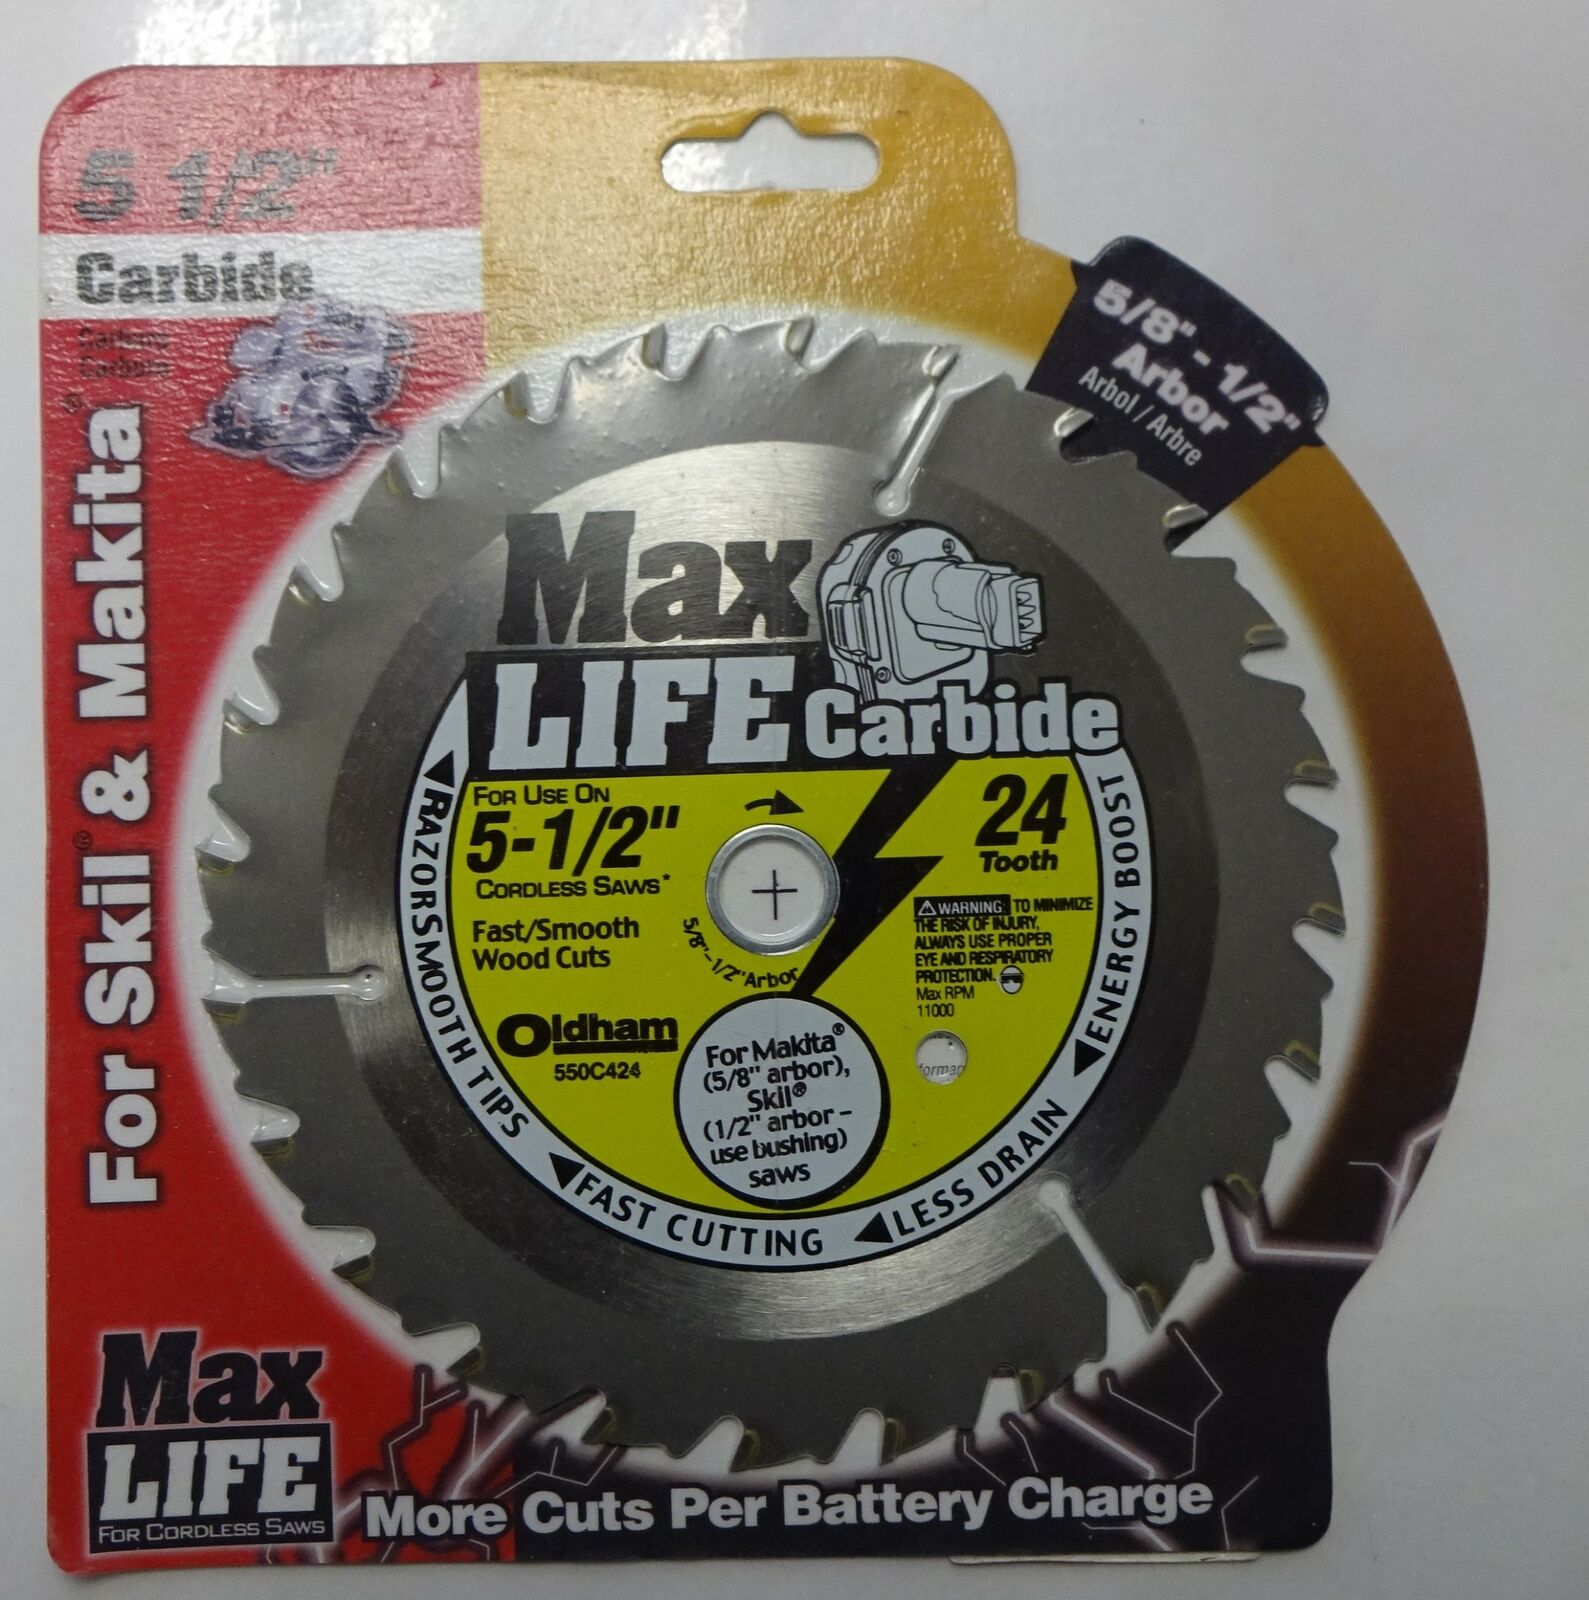 5 1/2"
Carbide
Carburo
Carbure
For Skil® & Makita®
5/8" - 1/2"
Arbor
Arbol / Arbre
Max
LIFE Carbide
FOR USE ON
5-1/2"
CORDLESS SAWS*
Fast/Smooth
Wood Cuts
24
Tooth
5/8"-1/2" Arbor
WARNING: TO MINIMIZE
THE RISK OF INJURY,
ALWAYS USE PROPER
EYE AND RESPIRATORY
PROTECTION.
Max RPM
11000
Oldham
550C424
For Makita®
(5/8" arbor),
Skil®
(1/2" arbor –
use bushing)
saws
forman
RAZORSMOOTH TIPS
FAST CUTTING
LESS DRAIN
ENERGY BOOST
Max
LIFE
FOR CORDLESS SAWS
More Cuts Per Battery Charge